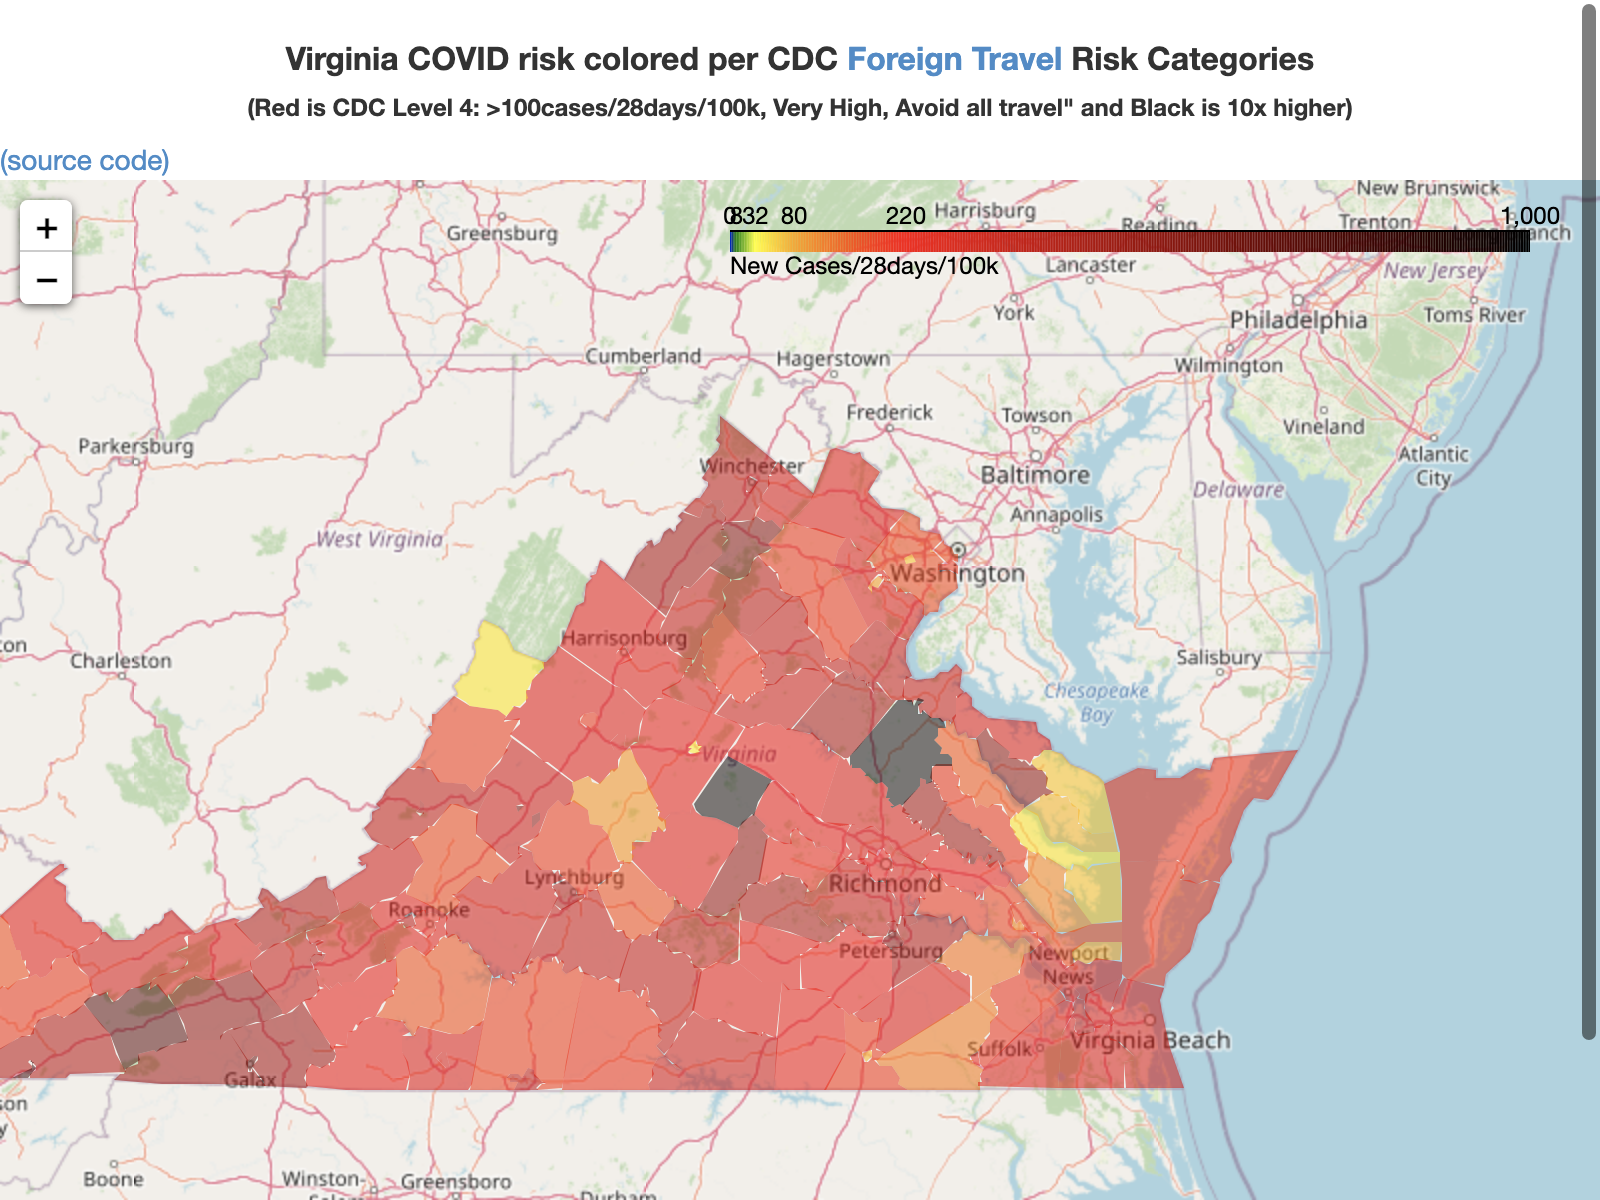 Virginia COVID risk colored per CDC Foreign Travel Risk Categories
(Red is CDC Level 4: >100cases/28days/100k, Very High, Avoid all travel" and Black is 10x higher)
(source code)
+
−
New Brunswick
0 8 32 80 220 1,000
Harrisburg
Reading
Trenton
Long Branch
Greensburg
New Cases/28days/100k
Lancaster
New Jersey
York
Philadelphia
Toms River
Cumberland
Hagerstown
Wilmington
Frederick
Towson
Vineland
Parkersburg
Winchester
Baltimore
Atlantic
City
Delaware
Annapolis
West Virginia
Washington
Harrisonburg
Charleston
Salisbury
Chesapeake
Bay
Virginia
Lynchburg
Richmond
Roanoke
Petersburg
Newport
News
Suffolk
Virginia Beach
Galax
Boone
Winston-
Greensboro
Durham